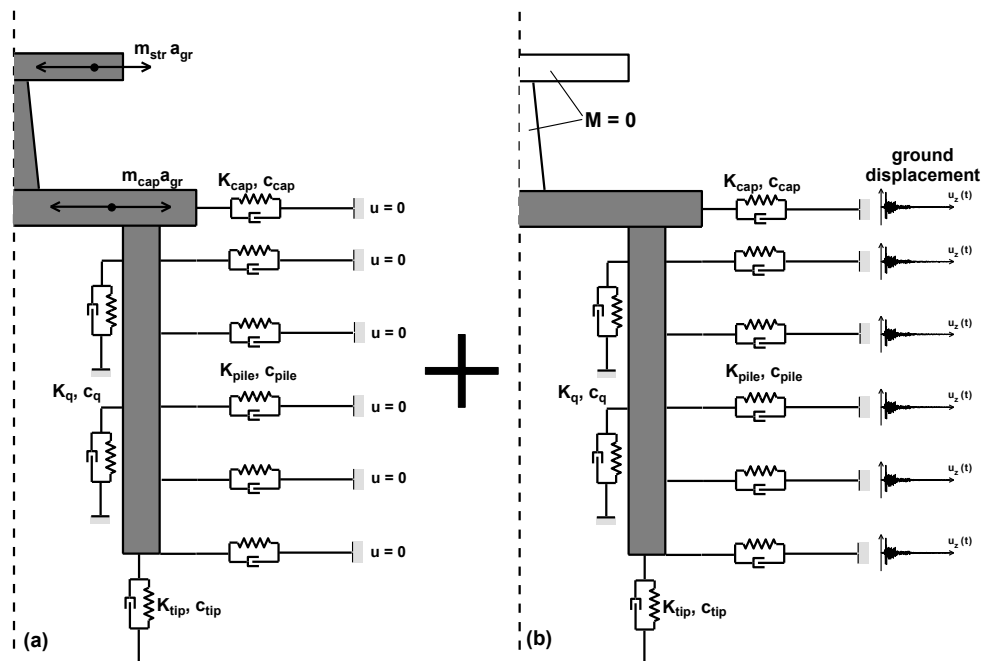 m_str a_gr
m_cap a_gr
K_cap, c_cap
u = 0
u = 0
u = 0
K_pile, c_pile
K_q, c_q
u = 0
u = 0
u = 0
K_tip, c_tip
(a)
+
M = 0
ground
displacement
K_cap, c_cap
u_z (t)
u_z (t)
u_z (t)
K_pile, c_pile
K_q, c_q
u_z (t)
u_z (t)
u_z (t)
K_tip, c_tip
(b)